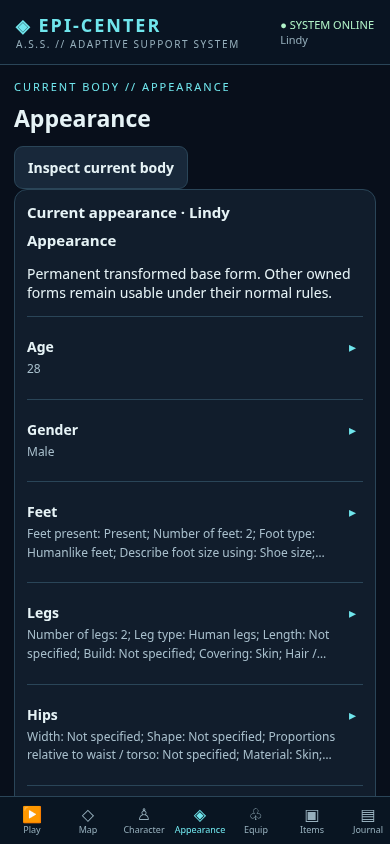 ◈ EPI-CENTER
A.S.S. // ADAPTIVE SUPPORT SYSTEM
● SYSTEM ONLINE
Lindy
CURRENT BODY // APPEARANCE
Appearance
Inspect current body
Current appearance · Lindy
Appearance
Permanent transformed base form. Other owned
forms remain usable under their normal rules.
Age
28
Gender
Male
Feet
Feet present: Present; Number of feet: 2; Foot type:
Humanlike feet; Describe foot size using: Shoe size;...
Legs
Number of legs: 2; Leg type: Human legs; Length: Not
specified; Build: Not specified; Covering: Skin; Hair /...
Hips
Width: Not specified; Shape: Not specified; Proportions
relative to waist / torso: Not specified; Material: Skin;...
Play
Map
Character
Appearance
Equip
Items
Journal